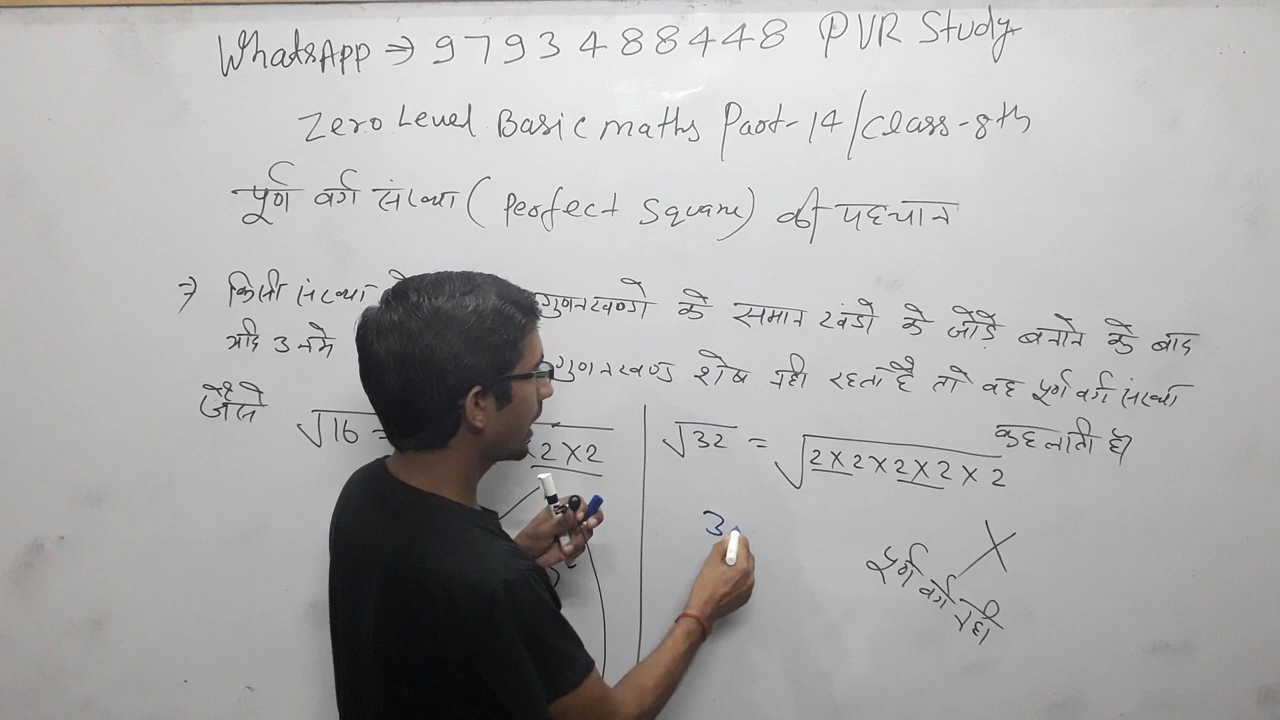 WhatsApp ⇒ 9793488448 PVR Study
Zero Level Basic maths Part-14/class-8th
पूर्ण वर्ग संख्या (Perfect Square) की पहचान
⇒ किसी संख्या के गुणनखण्डो के समान खंडो के जोड़े बनाने के बाद
यदि उनमे गुणनखण्ड शेष नही रहता है तो वह पूर्ण वर्ग संख्या
कहलाती है।
जैसे √16 = ×2×2
√32 = √2×2×2×2×2
3
पूर्ण वर्ग नही